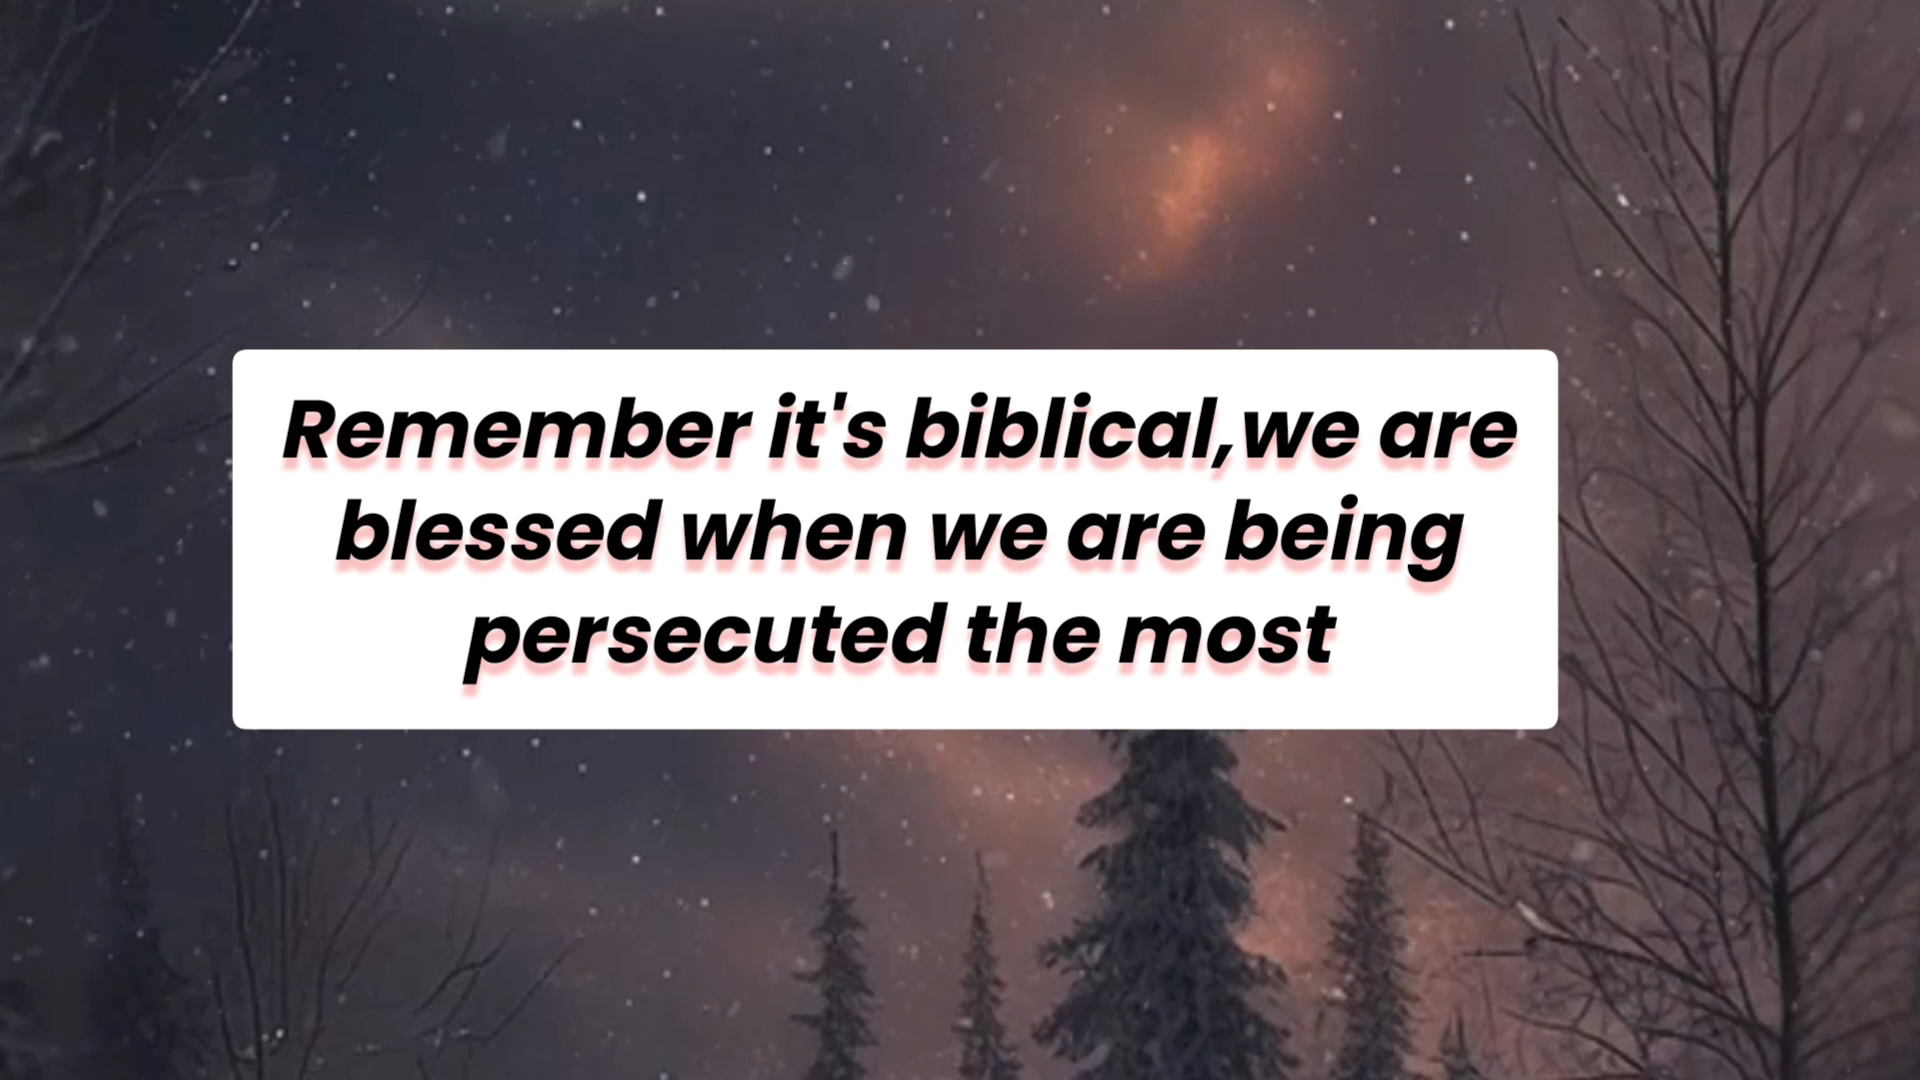 Remember it's biblical,we are
blessed when we are being
persecuted the most